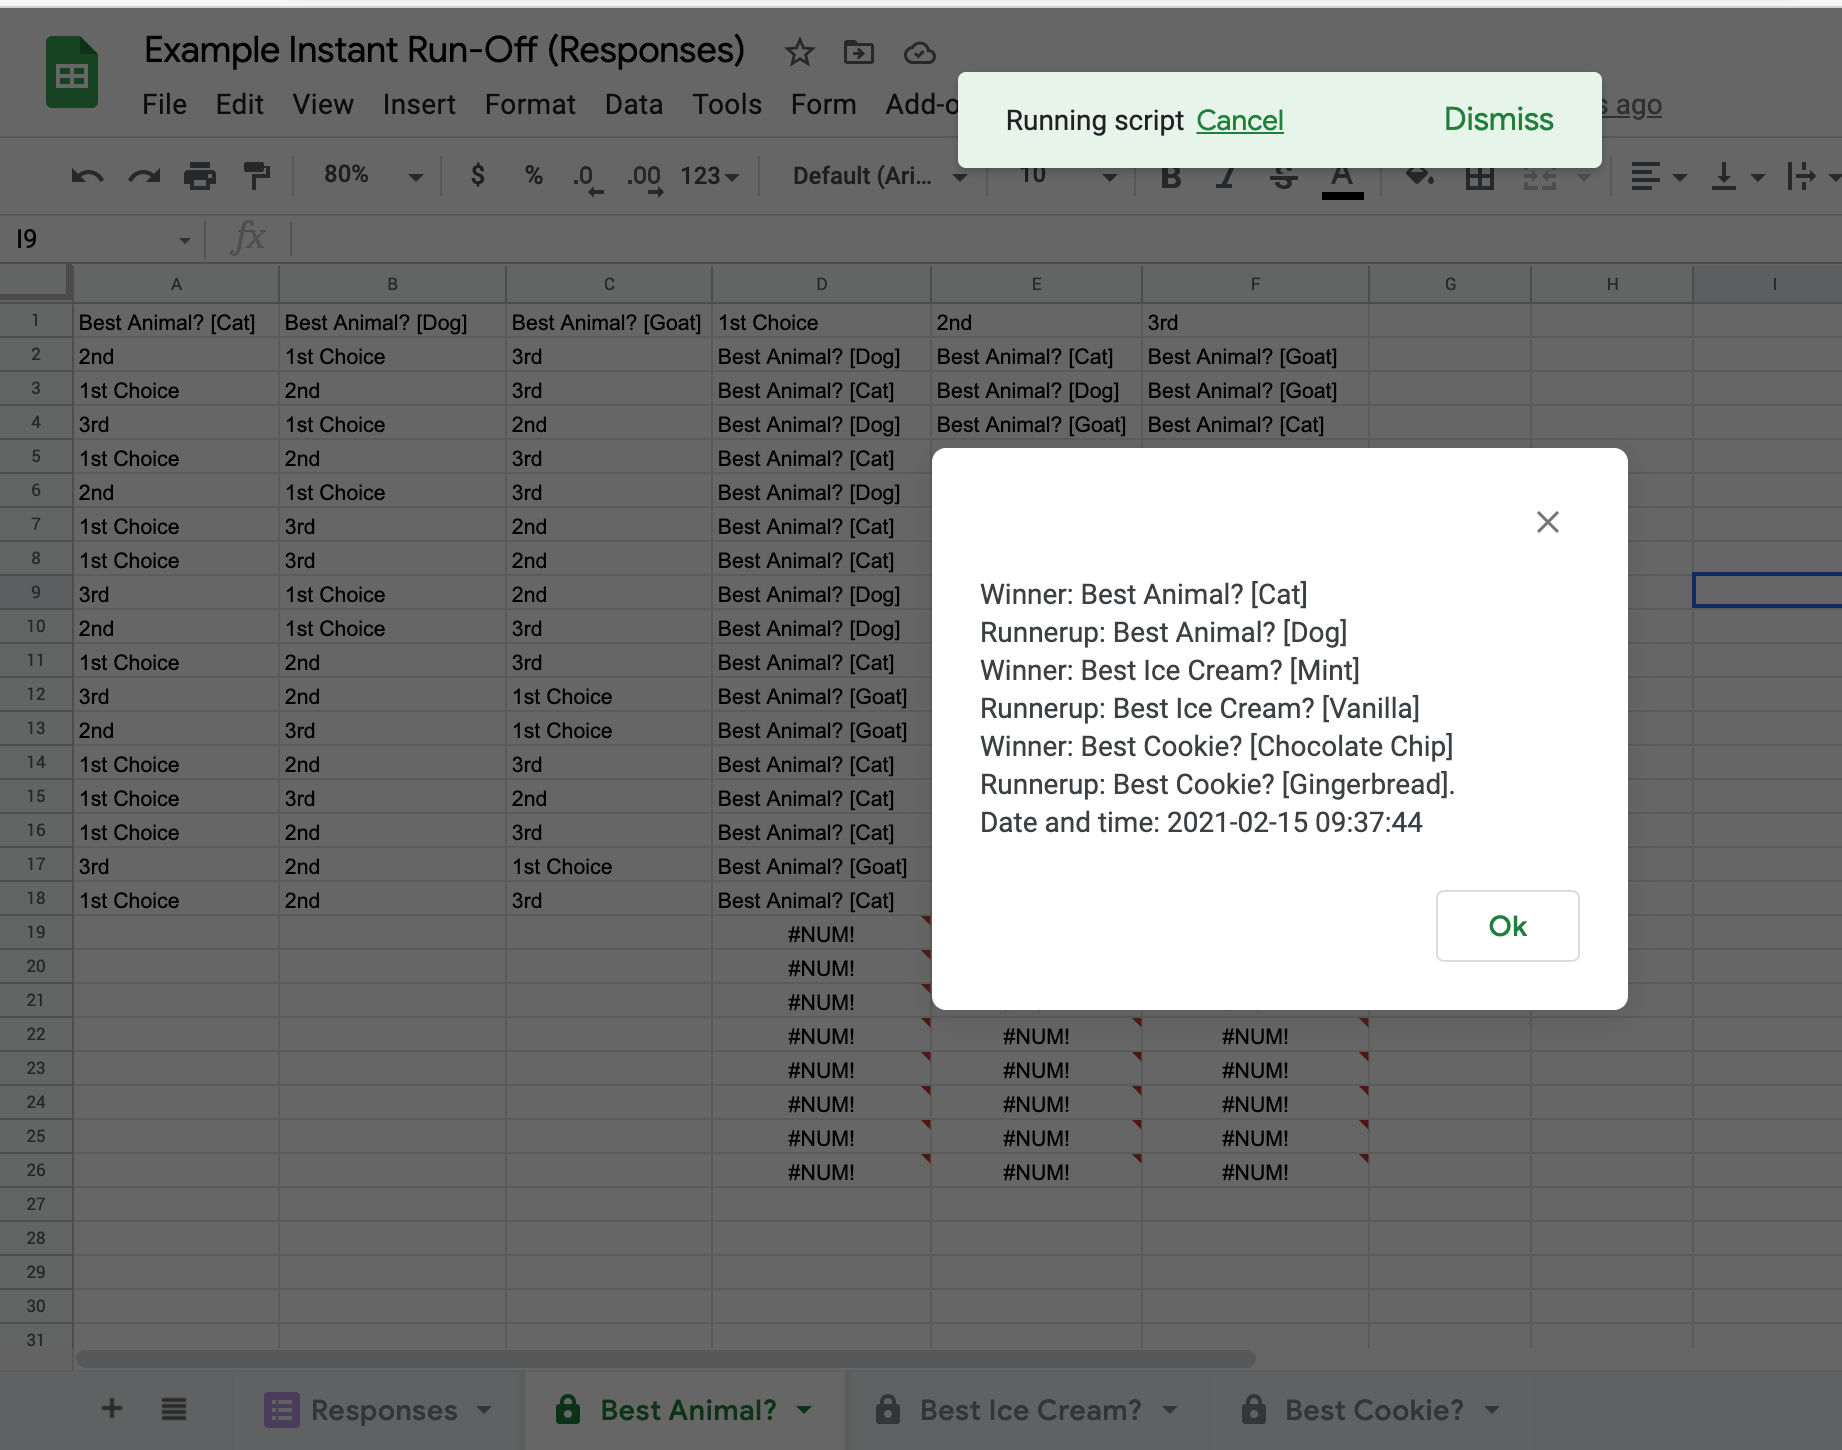 Example Instant Run-Off (Responses)
File Edit View Insert Format Data Tools Form Add-o
s ago
Running script Cancel Dismiss
80% $ % .0 .00 123 Default (Ari... 10 B I S A
I9 fx
A B C D E F G H I
1 Best Animal? [Cat] Best Animal? [Dog] Best Animal? [Goat] 1st Choice 2nd 3rd
2 2nd 1st Choice 3rd Best Animal? [Dog] Best Animal? [Cat] Best Animal? [Goat]
3 1st Choice 2nd 3rd Best Animal? [Cat] Best Animal? [Dog] Best Animal? [Goat]
4 3rd 1st Choice 2nd Best Animal? [Dog] Best Animal? [Goat] Best Animal? [Cat]
5 1st Choice 2nd 3rd Best Animal? [Cat]
6 2nd 1st Choice 3rd Best Animal? [Dog]
7 1st Choice 3rd 2nd Best Animal? [Cat]
8 1st Choice 3rd 2nd Best Animal? [Cat]
9 3rd 1st Choice 2nd Best Animal? [Dog]
10 2nd 1st Choice 3rd Best Animal? [Dog]
11 1st Choice 2nd 3rd Best Animal? [Cat]
12 3rd 2nd 1st Choice Best Animal? [Goat]
13 2nd 3rd 1st Choice Best Animal? [Goat]
14 1st Choice 2nd 3rd Best Animal? [Cat]
15 1st Choice 3rd 2nd Best Animal? [Cat]
16 1st Choice 2nd 3rd Best Animal? [Cat]
17 3rd 2nd 1st Choice Best Animal? [Goat]
18 1st Choice 2nd 3rd Best Animal? [Cat]
19 #NUM!
20 #NUM!
21 #NUM!
22 #NUM! #NUM! #NUM!
23 #NUM! #NUM! #NUM!
24 #NUM! #NUM! #NUM!
25 #NUM! #NUM! #NUM!
26 #NUM! #NUM! #NUM!
27
28
29
30
31
Winner: Best Animal? [Cat]
Runnerup: Best Animal? [Dog]
Winner: Best Ice Cream? [Mint]
Runnerup: Best Ice Cream? [Vanilla]
Winner: Best Cookie? [Chocolate Chip]
Runnerup: Best Cookie? [Gingerbread].
Date and time: 2021-02-15 09:37:44
Ok
Responses Best Animal? Best Ice Cream? Best Cookie?